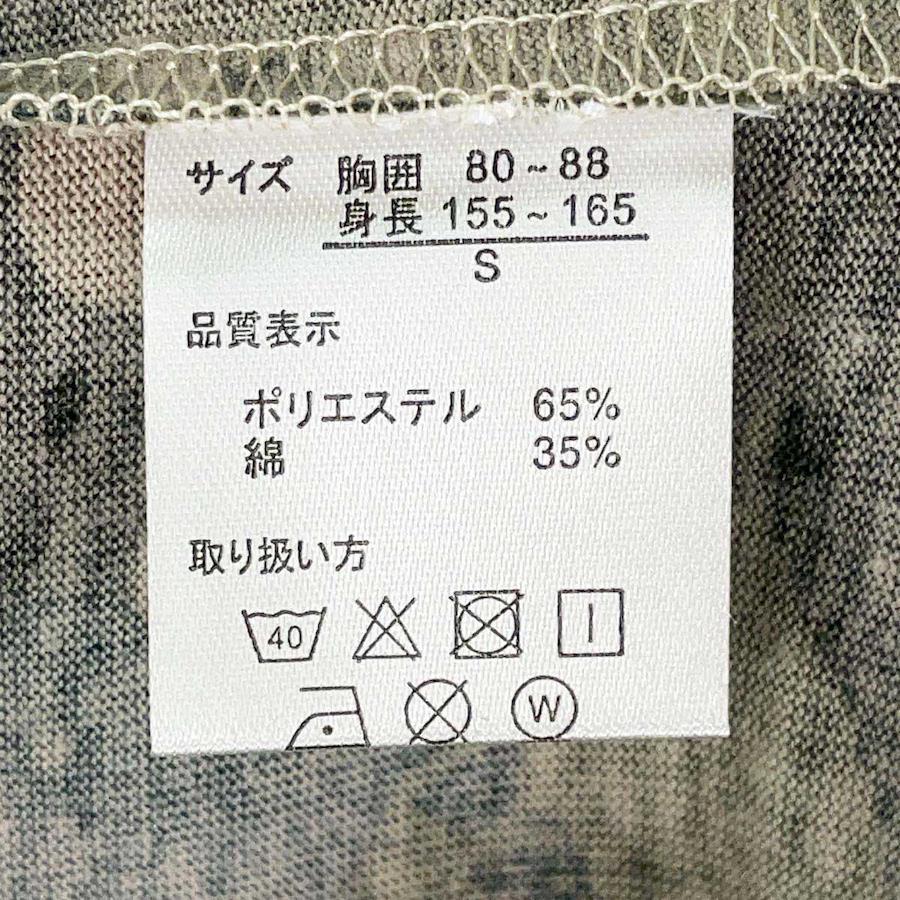 サイズ 胸囲 80~88
身長 155~165
S
品質表示
ポリエステル 65%
綿 35%
取り扱い方
40
W